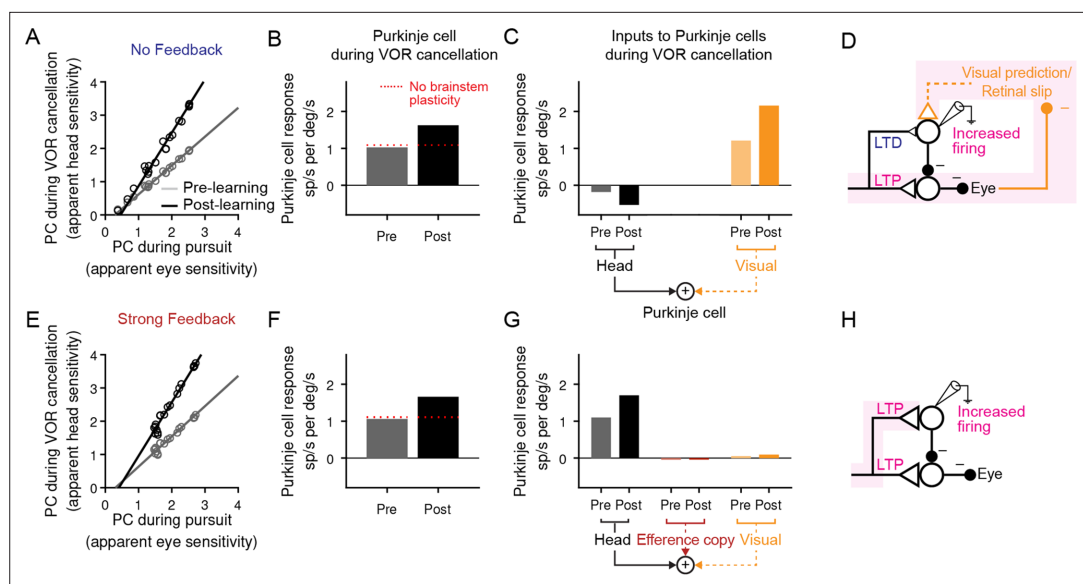 A
No Feedback
PC during VOR cancellation
(apparent head sensitivity)
4
3
2
1
0
Pre-learning
Post-learning
0 1 2 3 4
PC during pursuit
(apparent eye sensitivity)
B
Purkinje cell
during VOR cancellation
Purkinje cell response
sp/s per deg/s
2
1
0
No brainstem
plasticity
Pre Post
C
Inputs to Purkinje cells
during VOR cancellation
Purkinje cell response
sp/s per deg/s
2
1
0
Pre Post Pre Post
Head Visual
+
Purkinje cell
D
Visual prediction/
Retinal slip
−
Increased
firing
LTD
−
LTP
−
Eye
E
Strong Feedback
PC during VOR cancellation
(apparent head sensitivity)
4
3
2
1
0
0 1 2 3 4
PC during pursuit
(apparent eye sensitivity)
F
Purkinje cell response
sp/s per deg/s
2
1
0
Pre Post
G
Purkinje cell response
sp/s per deg/s
2
1
0
Pre Post Pre Post Pre Post
Head Efference copy Visual
+
H
LTP
Increased
firing
−
LTP
−
Eye